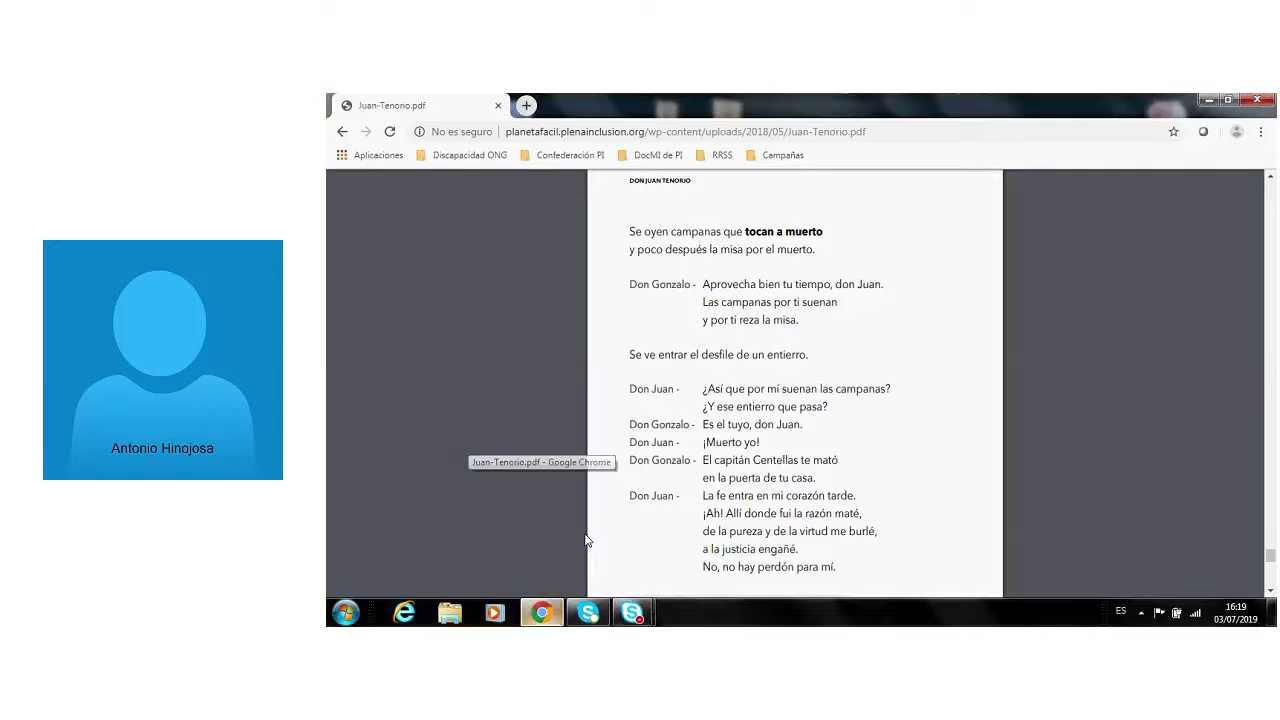 Juan-Tenorio.pdf
No es seguro planetafacil.plenainclusion.org/wp-content/uploads/2018/05/Juan-Tenorio.pdf
Aplicaciones Discapacidad ONG Confederación PI DocMI de PI RRSS Campañas
DON JUAN TENORIO
Se oyen campanas que tocan a muerto
y poco después la misa por el muerto.
Don Gonzalo - Aprovecha bien tu tiempo, don Juan.
Las campanas por ti suenan
y por ti reza la misa.
Se ve entrar el desfile de un entierro.
Don Juan - ¿Así que por mí suenan las campanas?
¿Y ese entierro que pasa?
Don Gonzalo - Es el tuyo, don Juan.
Don Juan - ¡Muerto yo!
Don Gonzalo - El capitán Centellas te mató
en la puerta de tu casa.
Don Juan - La fe entra en mi corazón tarde.
¡Ah! Allí donde fui la razón maté,
de la pureza y de la virtud me burlé,
a la justicia engañé.
No, no hay perdón para mí.
Antonio Hinojosa
Juan-Tenorio.pdf - Google Chrome
ES 16:19
03/07/2019